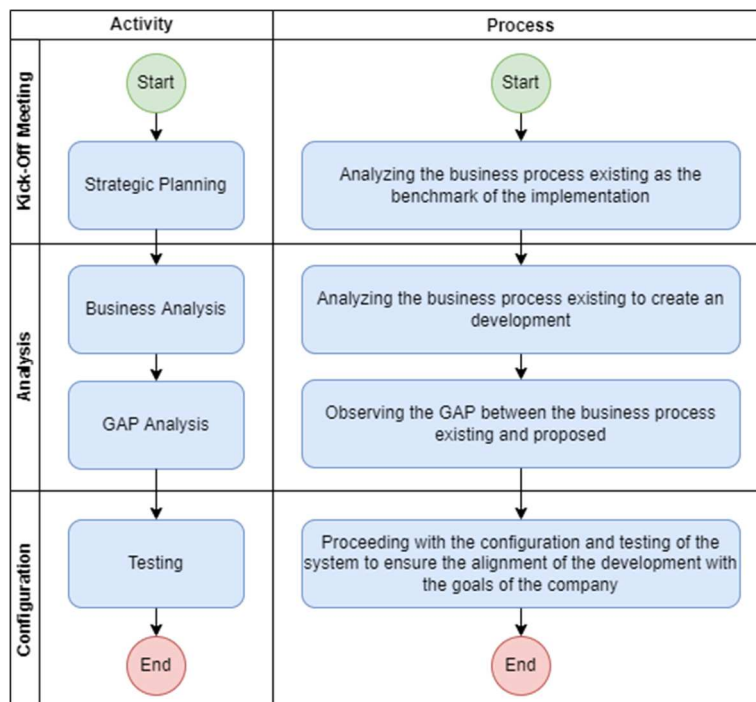 Activity
Process
Kick-Off Meeting
Start
Start
Strategic Planning
Analyzing the business process existing as the
benchmark of the implementation
Analysis
Business Analysis
Analyzing the business process existing to create an
development
GAP Analysis
Observing the GAP between the business process
existing and proposed
Configuration
Testing
Proceeding with the configuration and testing of the
system to ensure the alignment of the development with
the goals of the company
End
End